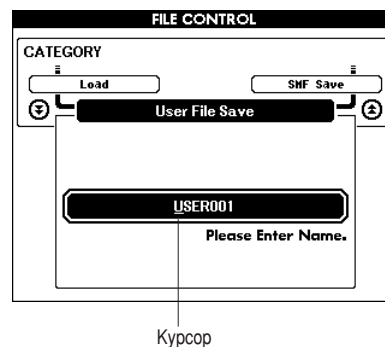 FILE CONTROL
CATEGORY
Load
SMF Save
User File Save
USER001
Please Enter Name.
Курсор